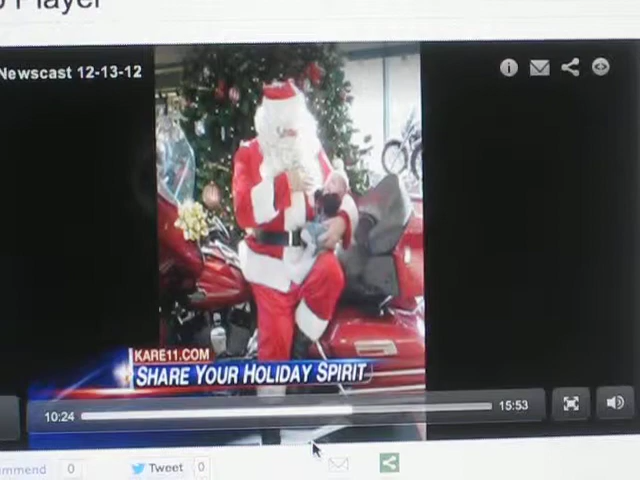 Player
Newscast 12-13-12
KARE11.COM
SHARE YOUR HOLIDAY SPIRIT
10:24
15:53
mmend 0
Tweet 0